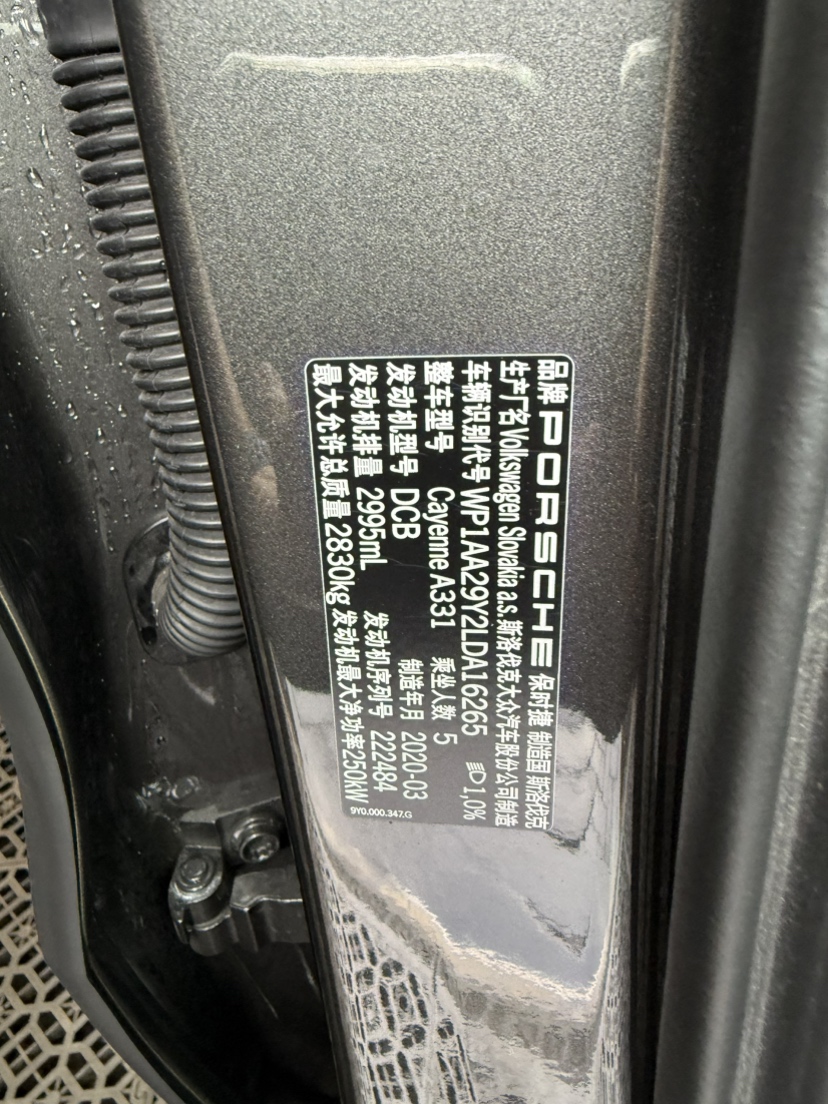 品牌 PORSCHE 保时捷 制造国 斯洛伐克
生产厂名 Volkswagen Slovakia a.s. 斯洛伐克大众汽车股份公司制造
车辆识别代号 WP1AA29Y2LDA16265 1,0%
整车型号 Cayenne A331 乘坐人数 5
发动机型号 DCB 制造年月 2020-03
发动机排量 2995mL 发动机序列号 222484
最大允许总质量 2830kg 发动机最大净功率250kW
9Y0.000.347.G